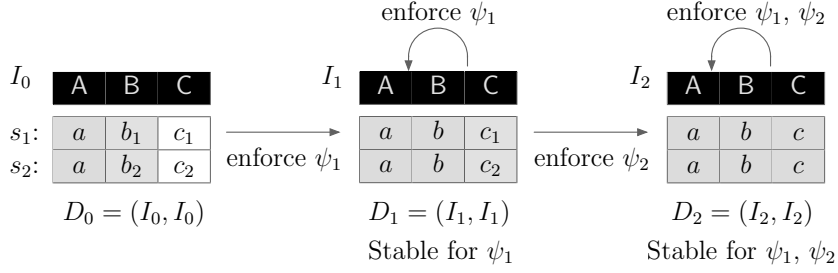 enforce ψ₁
enforce ψ₁, ψ₂
I₀ A B C
I₁ A B C
I₂ A B C
s₁: a b₁ c₁
a b c₁
a b c
s₂: a b₂ c₂
a b c₂
a b c
enforce ψ₁
enforce ψ₂
D₀ = (I₀, I₀)
D₁ = (I₁, I₁)
D₂ = (I₂, I₂)
Stable for ψ₁
Stable for ψ₁, ψ₂